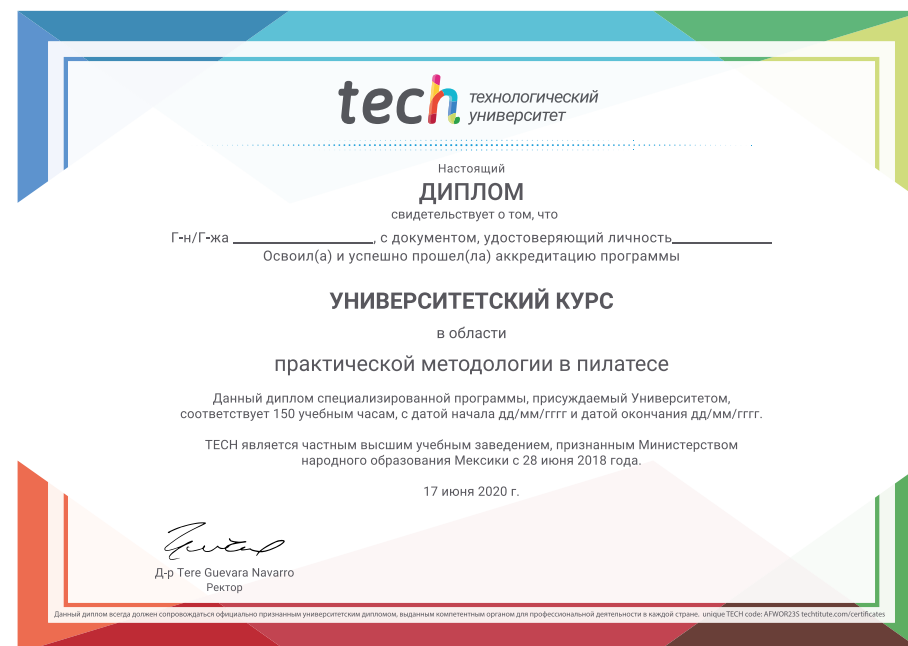 tech технологический
университет
Настоящий
ДИПЛОМ
свидетельствует о том, что
Г-н/Г-жа ____________________, с документом, удостоверяющий личность______________
Освоил(а) и успешно прошел(ла) аккредитацию программы
УНИВЕРСИТЕТСКИЙ КУРС
в области
практической методологии в пилатесе
Данный диплом специализированной программы, присуждаемый Университетом,
соответствует 150 учебным часам, с датой начала дд/мм/гггг и датой окончания дд/мм/гггг.
TECH является частным высшим учебным заведением, признанным Министерством
народного образования Мексики с 28 июня 2018 года.
17 июня 2020 г.
Д-р Tere Guevara Navarro
Ректор
Данный диплом всегда должен сопровождаться официально признанным университетским дипломом, выданным компетентным органом для профессиональной деятельности в каждой стране. unique TECH code: AFWOR23S techtitute.com/certificates